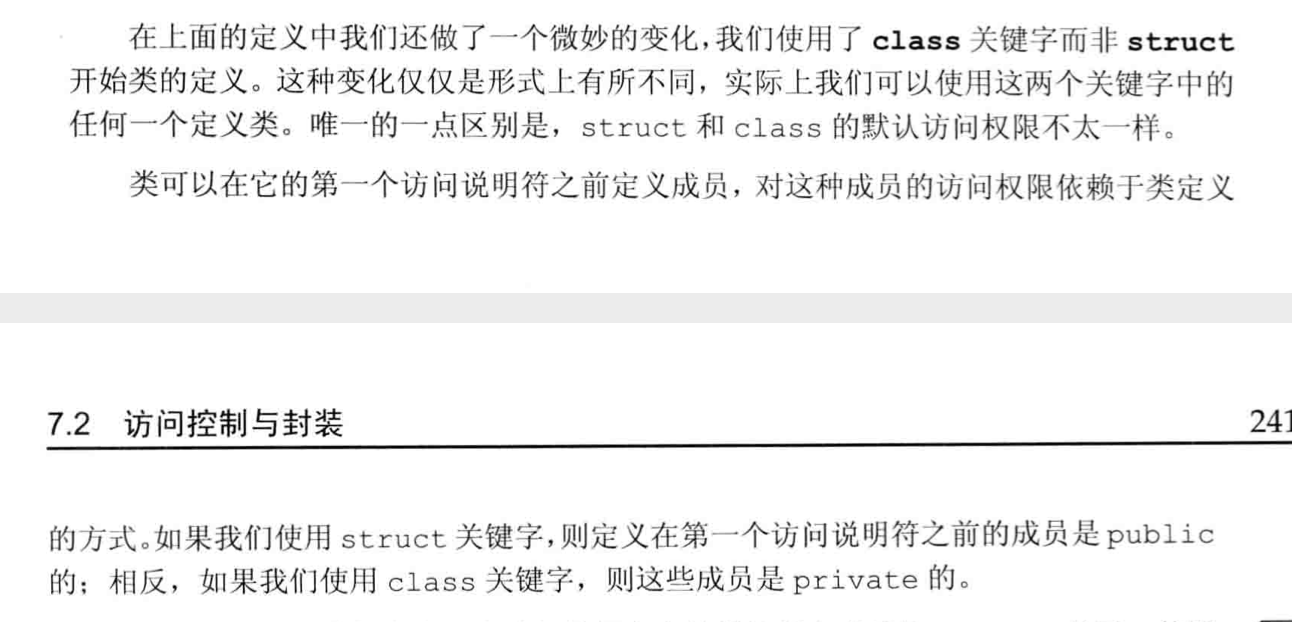 在上面的定义中我们还做了一个微妙的变化,我们使用了 class 关键字而非 struct
开始类的定义。这种变化仅仅是形式上有所不同，实际上我们可以使用这两个关键字中的
任何一个定义类。唯一的一点区别是，struct 和 class 的默认访问权限不太一样。
类可以在它的第一个访问说明符之前定义成员，对这种成员的访问权限依赖于类定义
7.2 访问控制与封装
241
的方式。如果我们使用 struct 关键字,则定义在第一个访问说明符之前的成员是public
的；相反，如果我们使用 class 关键字，则这些成员是 private 的。